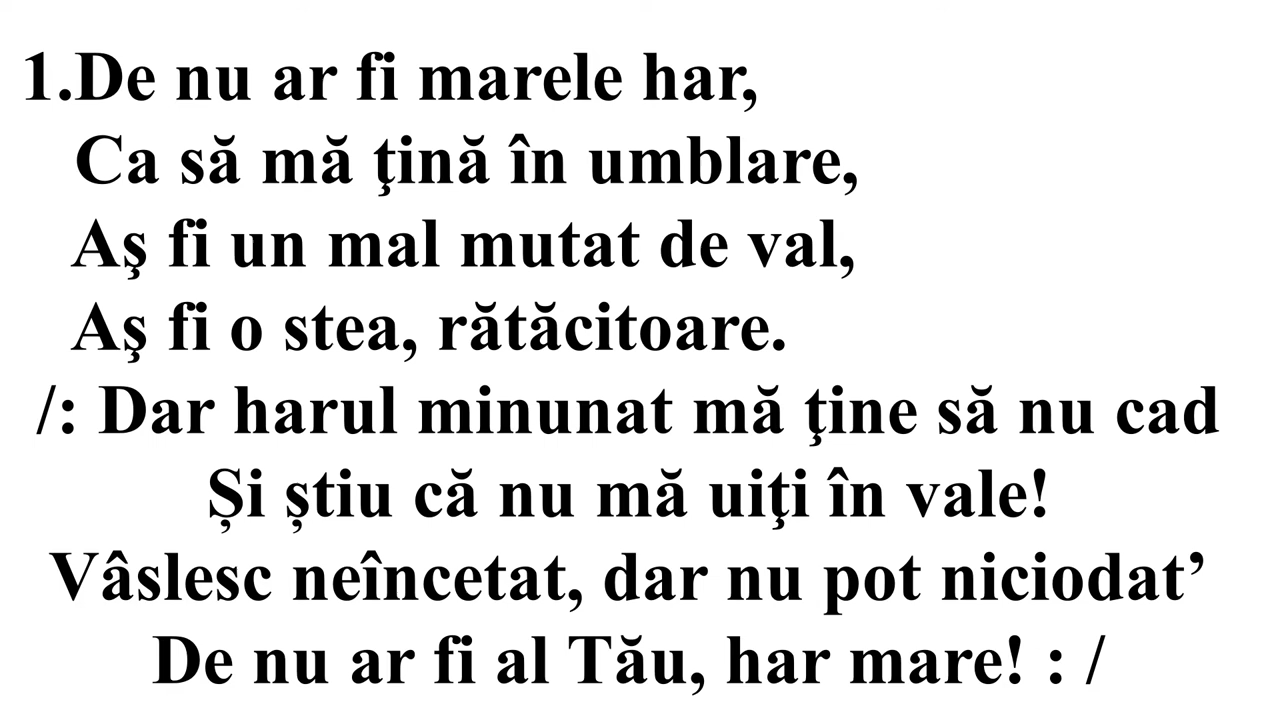 1.De nu ar fi marele har,
Ca să mă ţină în umblare,
Aş fi un mal mutat de val,
Aş fi o stea, rătăcitoare.
/: Dar harul minunat mă ţine să nu cad
Și știu că nu mă uiţi în vale!
Vâslesc neîncetat, dar nu pot niciodat’
De nu ar fi al Tău, har mare! : /